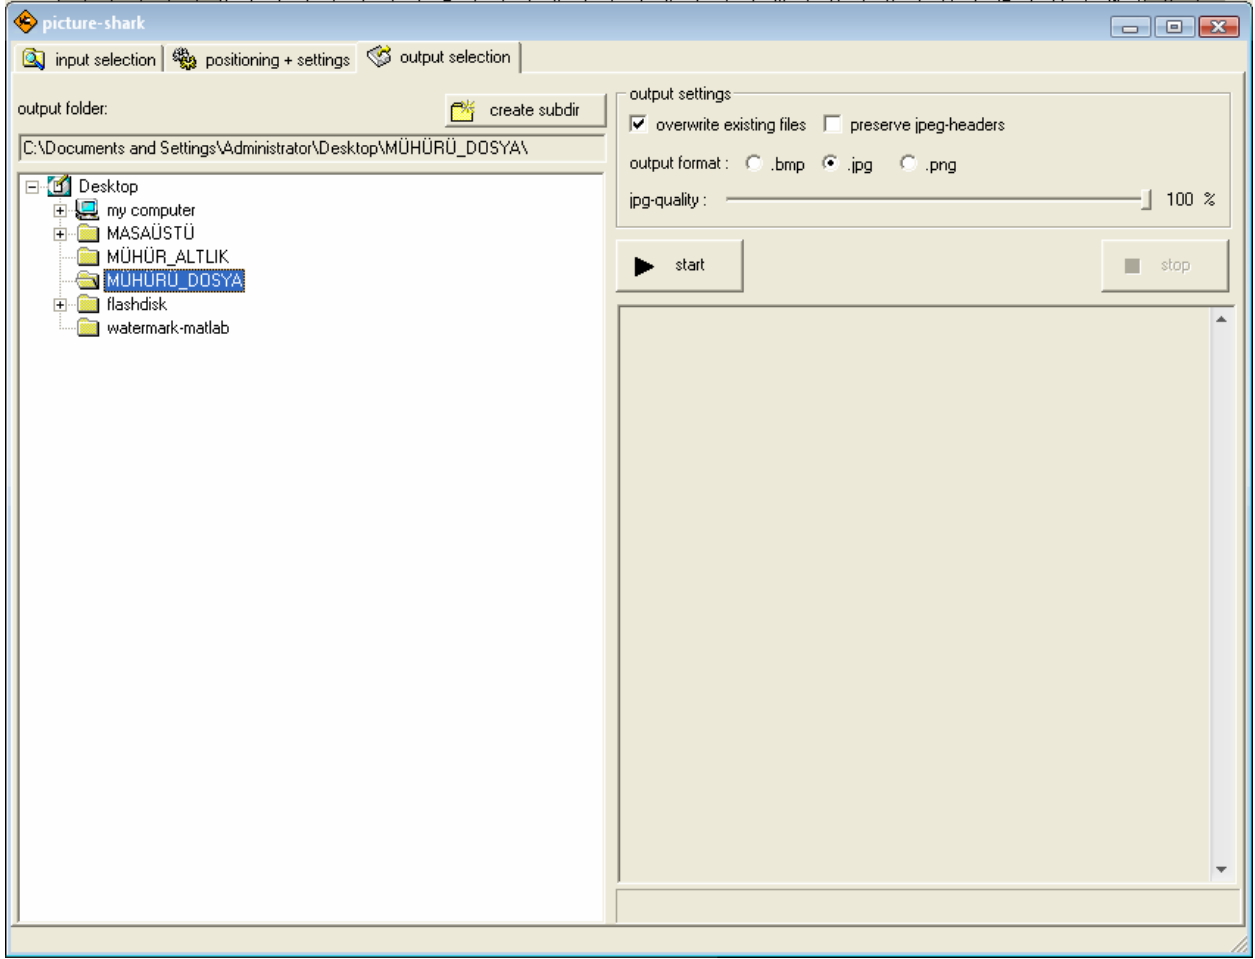 picture-shark
input selection
positioning + settings
output selection
output folder:
create subdir
C:\Documents and Settings\Administrator\Desktop\MÜHÜRÜ_DOSYA\
Desktop
my computer
MASAÜSTÜ
MÜHÜR_ALTLIK
MÜHÜRÜ_DOSYA
flashdisk
watermark-matlab
output settings
overwrite existing files
preserve jpeg-headers
output format : .bmp .jpg .png
jpg-quality : 100 %
start
stop